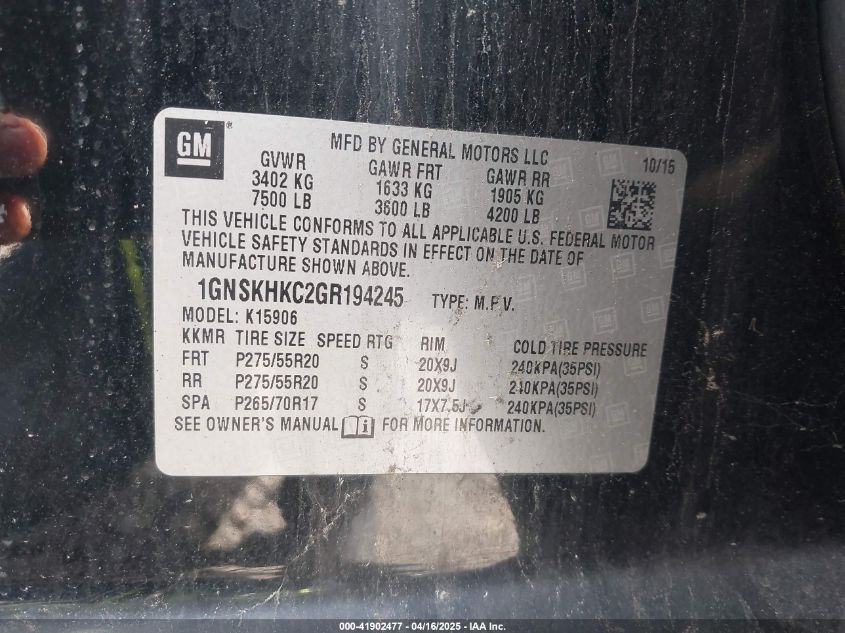 GM
MFD BY GENERAL MOTORS LLC
10/15
GVWR GAWR FRT GAWR RR
3402 KG 1633 KG 1905 KG
7500 LB 3600 LB 4200 LB
THIS VEHICLE CONFORMS TO ALL APPLICABLE U.S. FEDERAL MOTOR
VEHICLE SAFETY STANDARDS IN EFFECT ON THE DATE OF
MANUFACTURE SHOWN ABOVE.
1GNSKHKC2GR194245 TYPE: M.P.V.
MODEL: K15906
KKMR TIRE SIZE SPEED RTG RIM COLD TIRE PRESSURE
FRT P275/55R20 S 20X9J 240KPA(35PSI)
RR P275/55R20 S 20X9J 240KPA(35PSI)
SPA P265/70R17 S 17X7.5J 240KPA(35PSI)
SEE OWNER'S MANUAL FOR MORE INFORMATION.
000-41902477 - 04/16/2025 - IAA Inc.